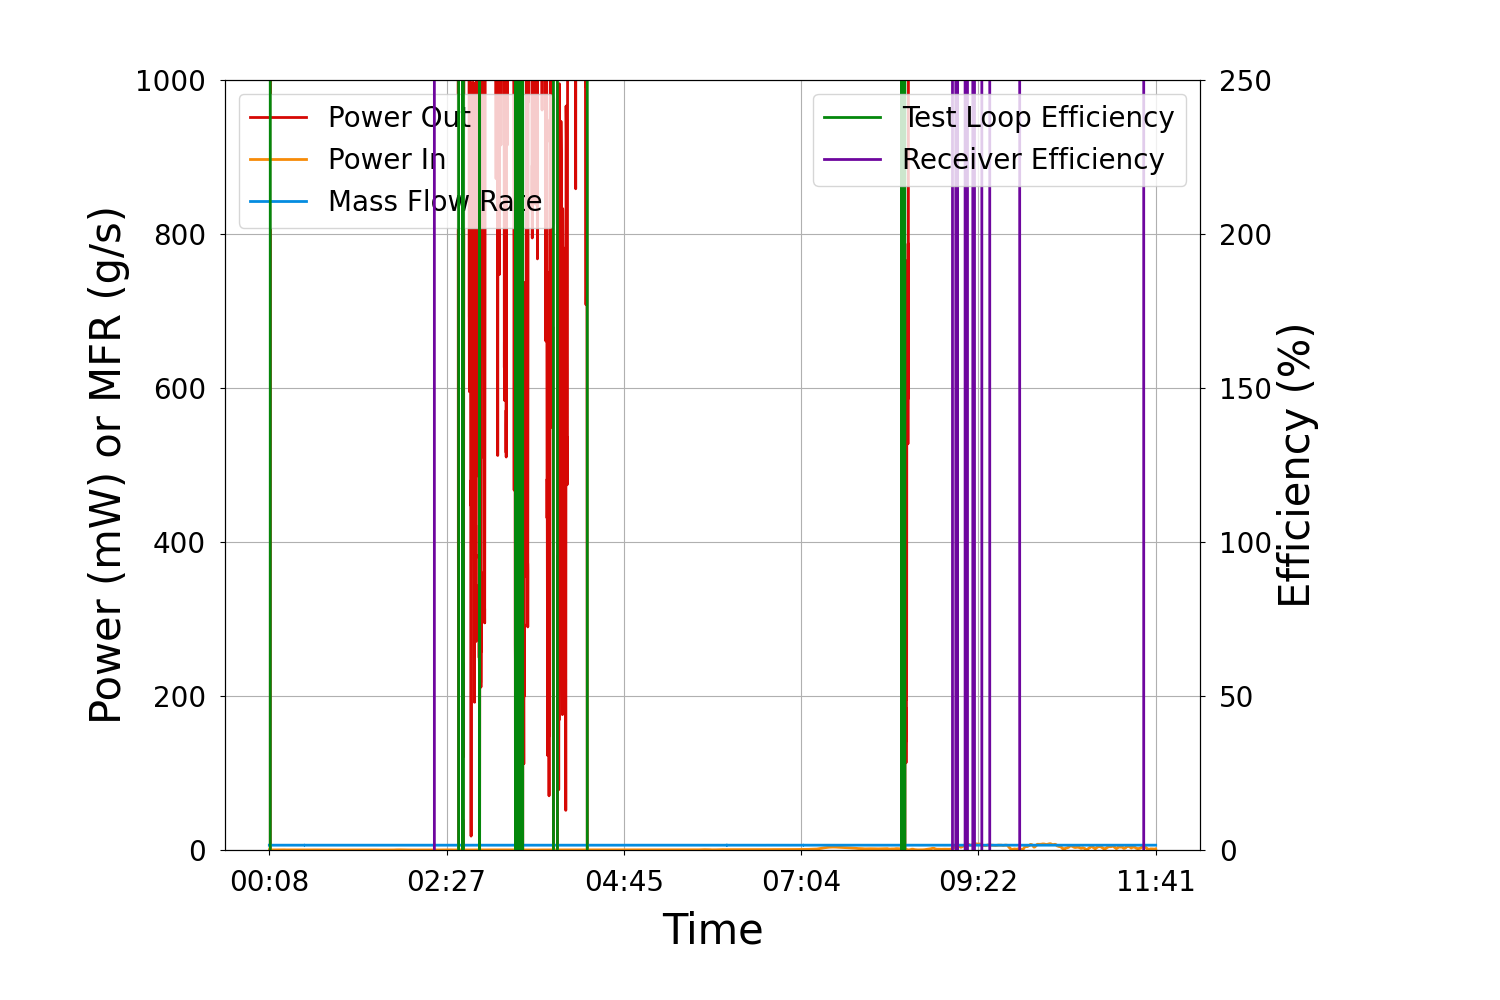 Power (mW) or MFR (g/s)
1000
800
600
400
200
0
Power Out
Power In
Mass Flow Rate
Test Loop Efficiency
Receiver Efficiency
250
200
150
100
50
0
Efficiency (%)
00:08 02:27 04:45 07:04 09:22 11:41
Time